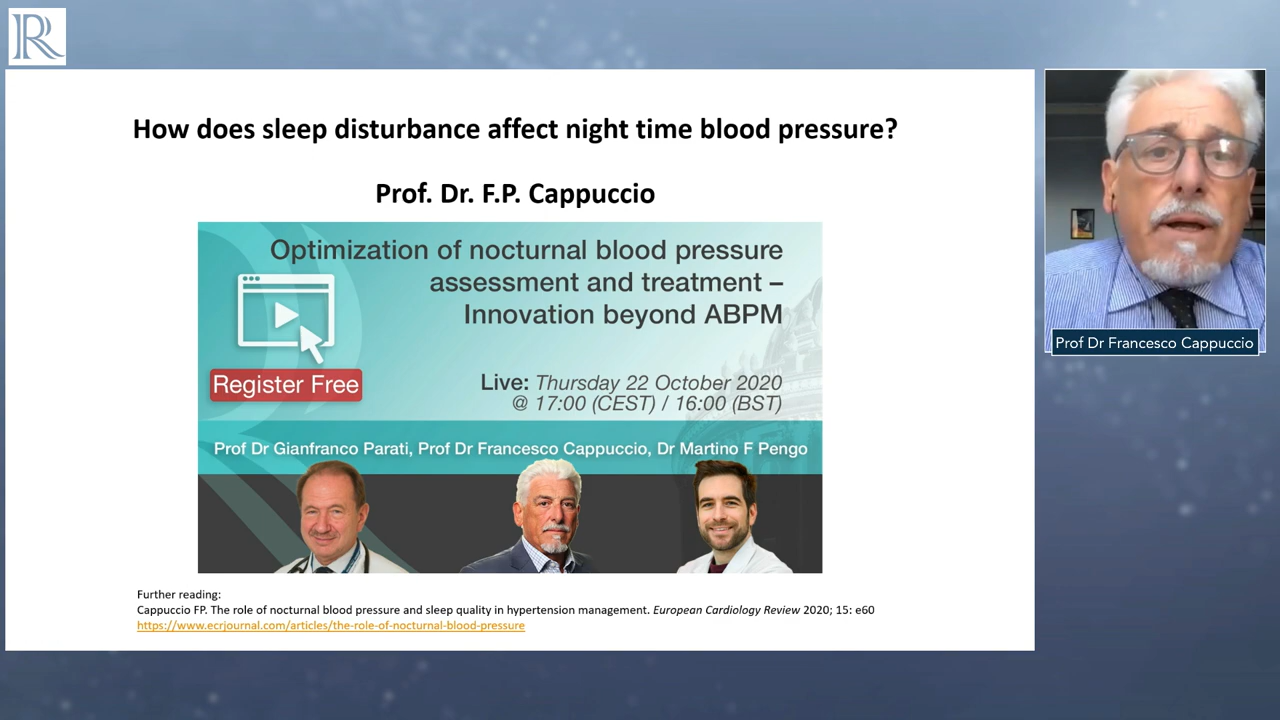 R
How does sleep disturbance affect night time blood pressure?
Prof. Dr. F.P. Cappuccio
Optimization of nocturnal blood pressure
assessment and treatment –
Innovation beyond ABPM
Register Free
Live: Thursday 22 October 2020
@ 17:00 (CEST) / 16:00 (BST)
Prof Dr Gianfranco Parati, Prof Dr Francesco Cappuccio, Dr Martino F Pengo
Further reading:
Cappuccio FP. The role of nocturnal blood pressure and sleep quality in hypertension management. European Cardiology Review 2020; 15: e60
https://www.ecrjournal.com/articles/the-role-of-nocturnal-blood-pressure
Prof Dr Francesco Cappuccio